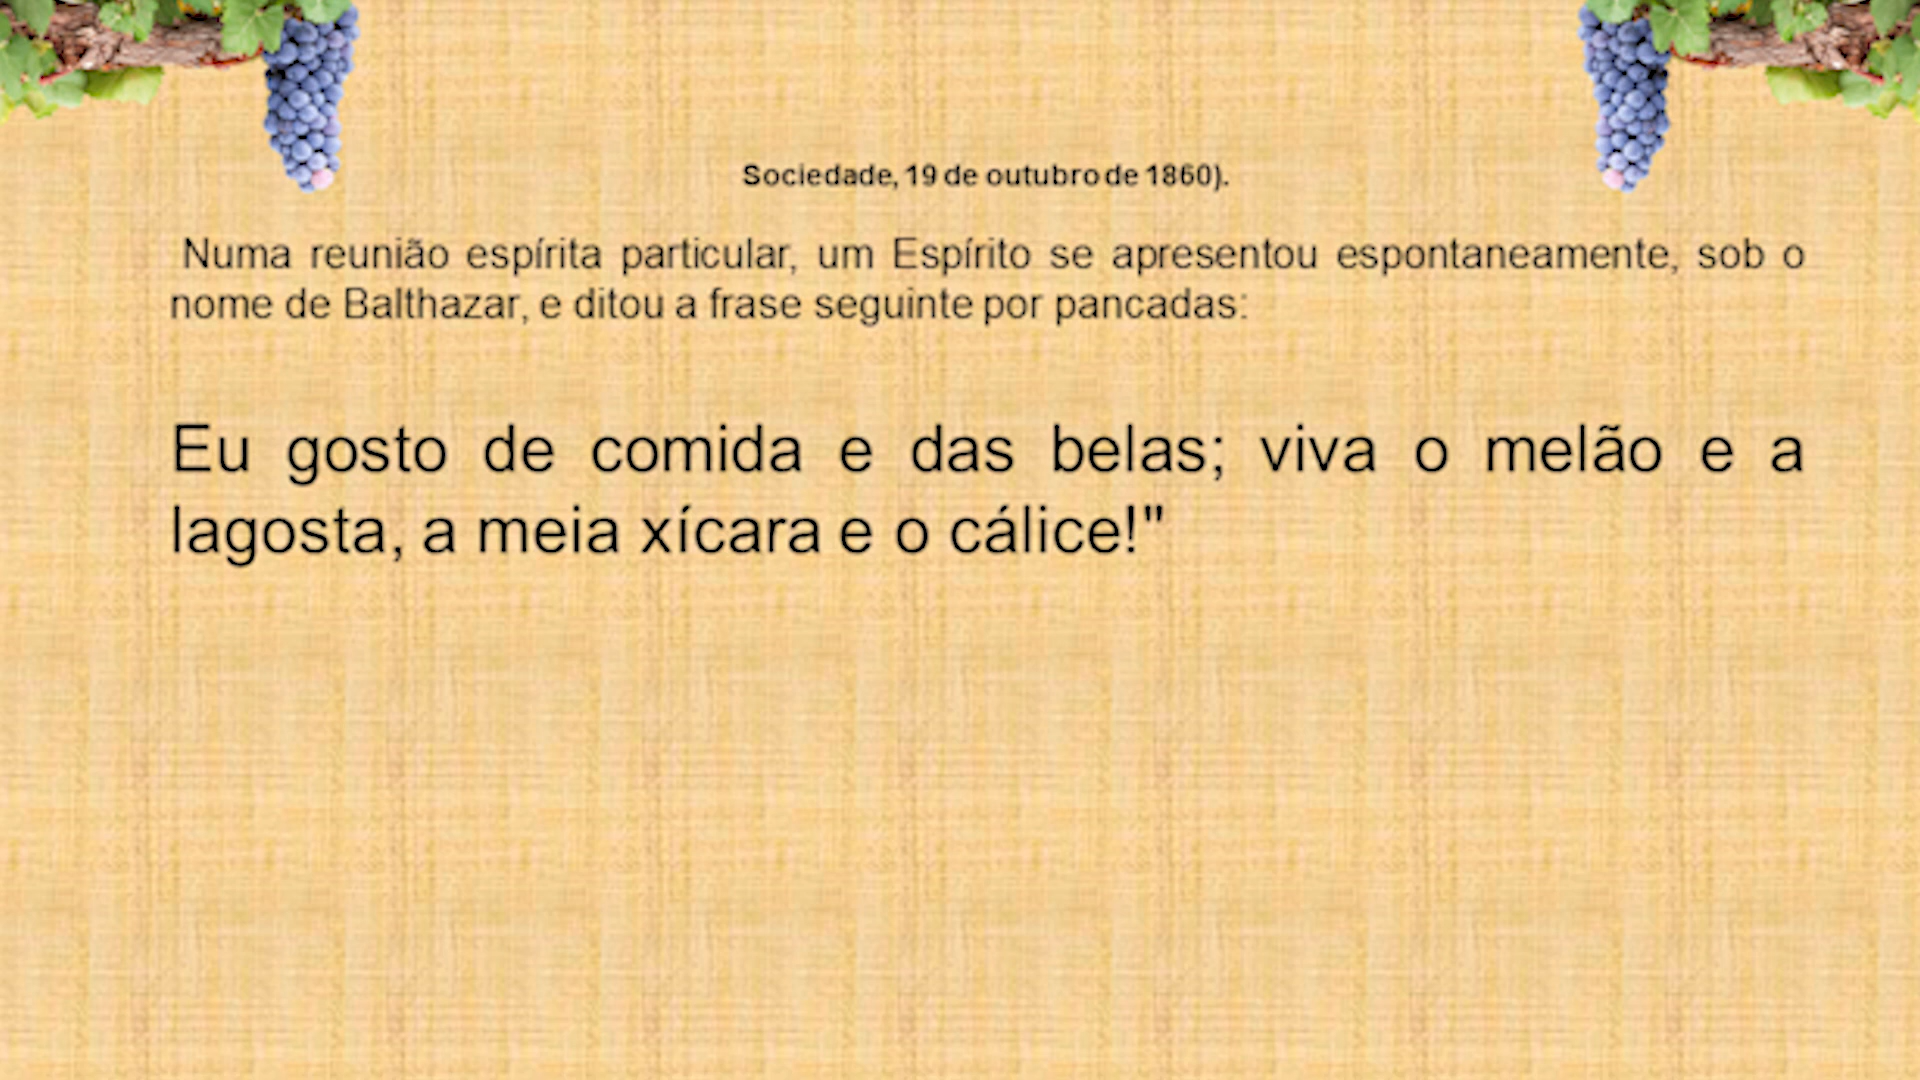 Sociedade, 19 de outubro de 1860).
Numa reunião espírita particular, um Espírito se apresentou espontaneamente, sob o
nome de Balthazar, e ditou a frase seguinte por pancadas:
Eu gosto de comida e das belas; viva o melão e a
lagosta, a meia xícara e o cálice!"